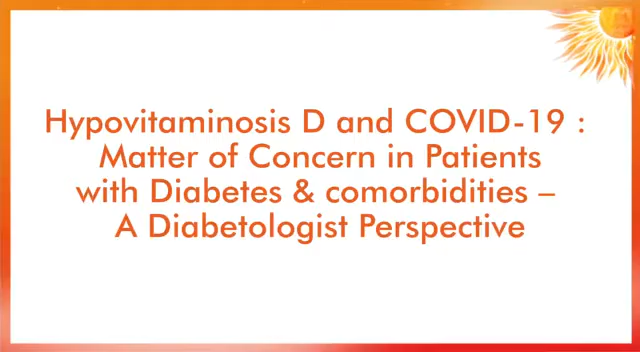 Hypovitaminosis D and COVID-19 :
Matter of Concern in Patients
with Diabetes & comorbidities –
A Diabetologist Perspective